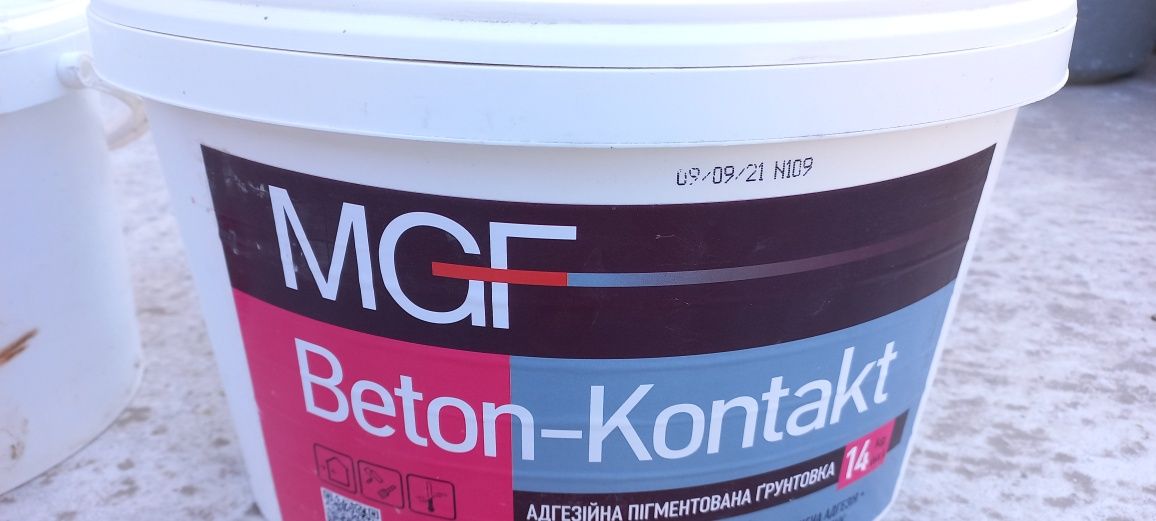 09/09/21 N109
MGF
Beton-Kontakt
14
АДГЕЗІЙНА ПІГМЕНТОВАНА ҐРУНТОВКА